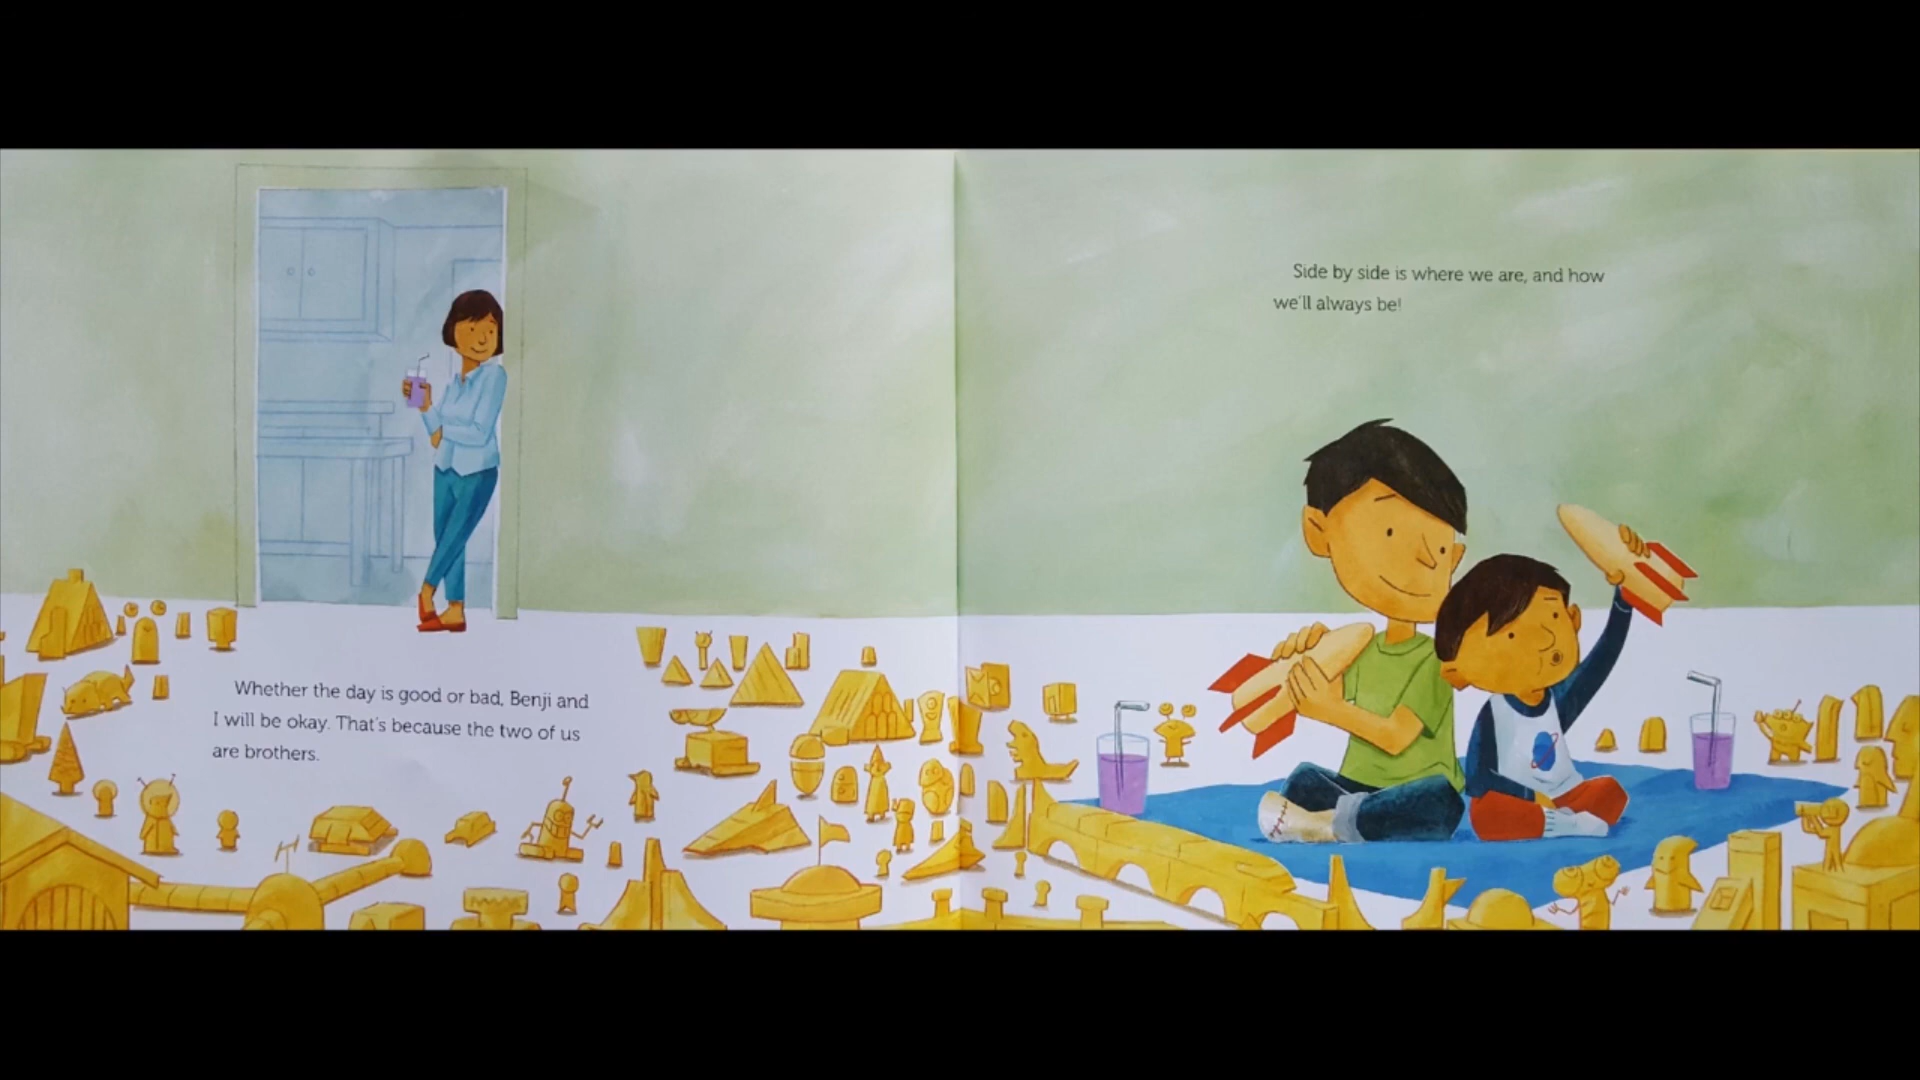 Whether the day is good or bad, Benji and
I will be okay. That's because the two of us
are brothers.
Side by side is where we are, and how
we'll always be!